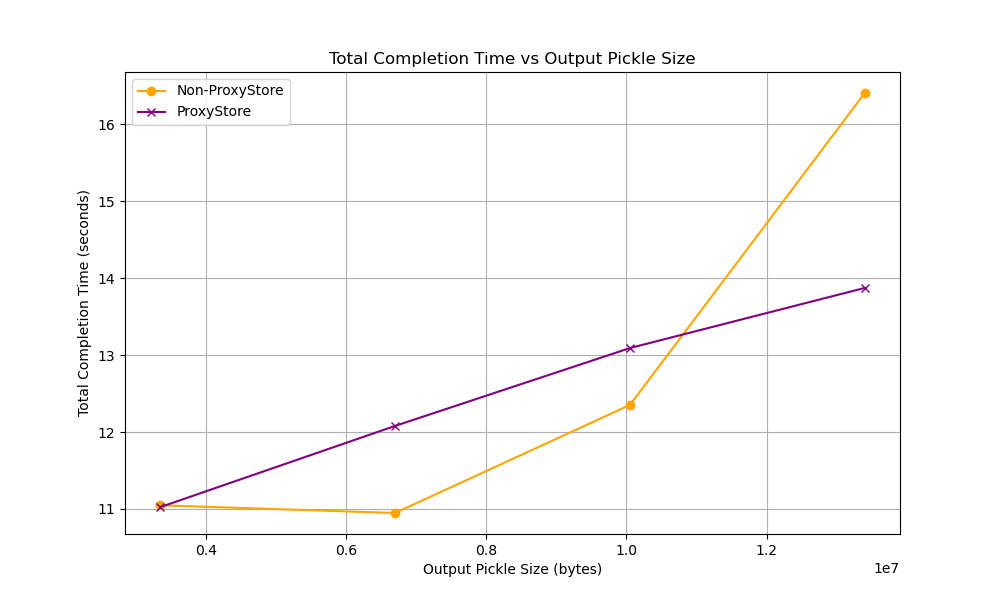 Total Completion Time vs Output Pickle Size
Non-ProxyStore
ProxyStore
Total Completion Time (seconds)
16
15
14
13
12
11
0.4
0.6
0.8
1.0
1.2
1e7
Output Pickle Size (bytes)